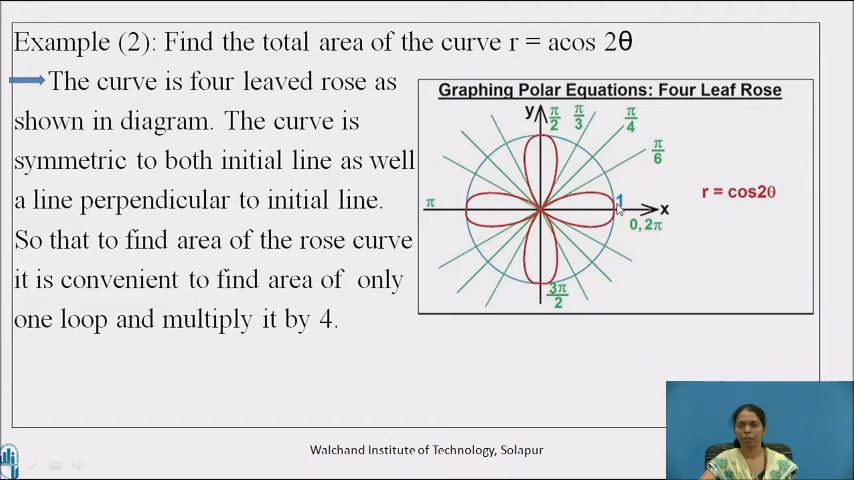 Example (2): Find the total area of the curve r = acos 2θ
The curve is four leaved rose as
shown in diagram. The curve is
symmetric to both initial line as well
a line perpendicular to initial line.
So that to find area of the rose curve
it is convenient to find area of only
one loop and multiply it by 4.
Graphing Polar Equations: Four Leaf Rose
y
π/2
π/3
π/4
π/6
r = cos2θ
π
1
x
0, 2π
3π/2
Walchand Institute of Technology, Solapur